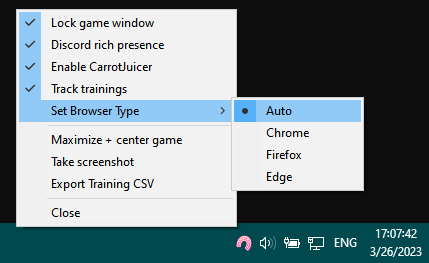 Lock game window
Discord rich presence
Enable CarrotJuicer
Track trainings
Set Browser Type
Auto
Chrome
Firefox
Edge
Maximize + center game
Take screenshot
Export Training CSV
Close
ENG
17:07:42
3/26/2023